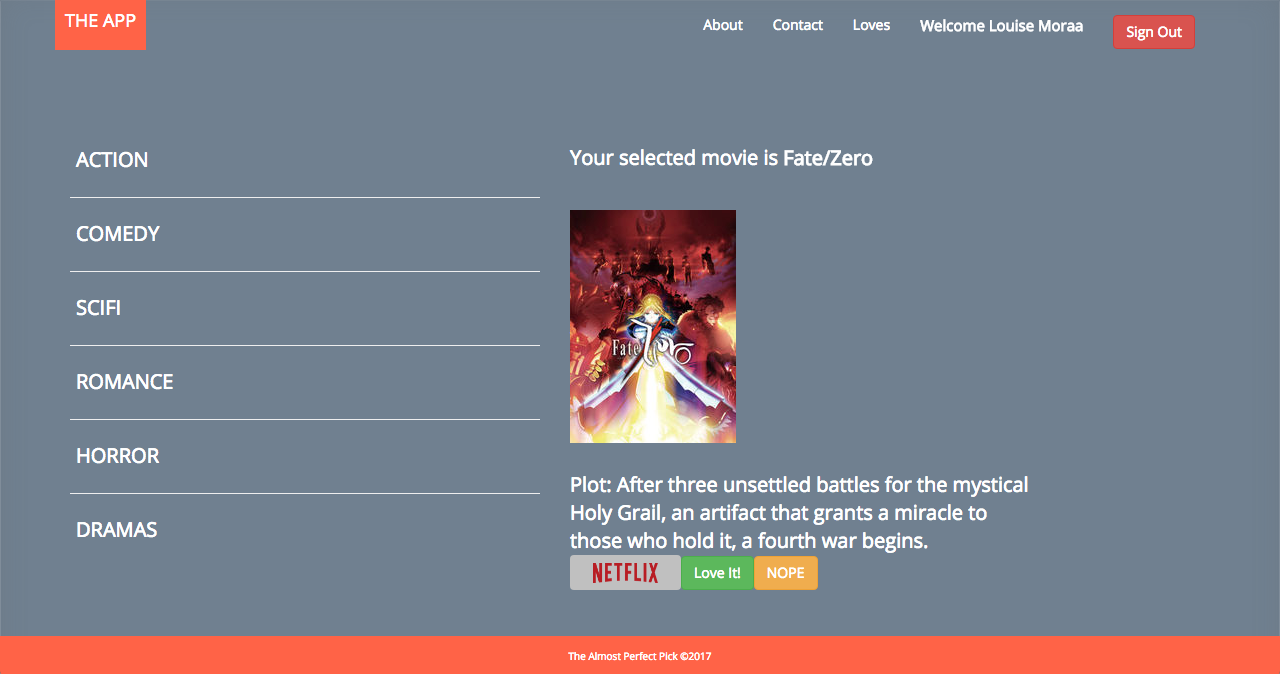 THE APP
About
Contact
Loves
Welcome Louise Moraa
Sign Out
ACTION
COMEDY
SCIFI
ROMANCE
HORROR
DRAMAS
Your selected movie is Fate/Zero
Fate/Zero
Plot: After three unsettled battles for the mystical
Holy Grail, an artifact that grants a miracle to
those who hold it, a fourth war begins.
NETFLIX
Love It!
NOPE
The Almost Perfect Pick ©2017